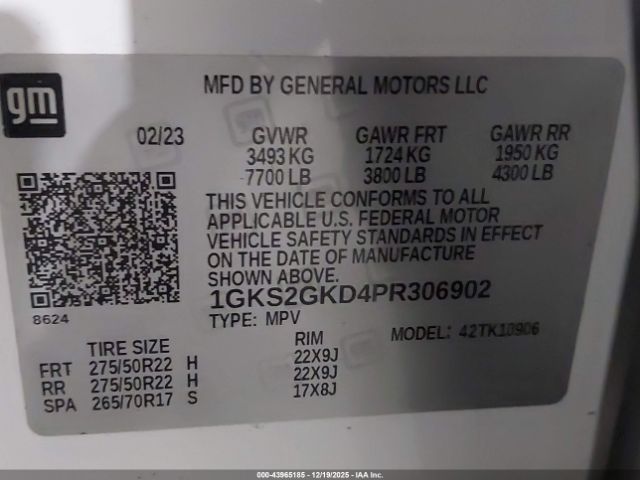 gm
MFD BY GENERAL MOTORS LLC
02/23 GVWR GAWR FRT GAWR RR
3493 KG 1724 KG 1950 KG
7700 LB 3800 LB 4300 LB
THIS VEHICLE CONFORMS TO ALL
APPLICABLE U.S. FEDERAL MOTOR
VEHICLE SAFETY STANDARDS IN EFFECT
ON THE DATE OF MANUFACTURE
SHOWN ABOVE.
1GKS2GKD4PR306902
8624
TYPE: MPV MODEL: 42TK10906
TIRE SIZE RIM
FRT 275/50R22 H 22X9J
RR 275/50R22 H 22X9J
SPA 265/70R17 S 17X8J
000-43965185 - 12/19/2025 - IAA Inc.